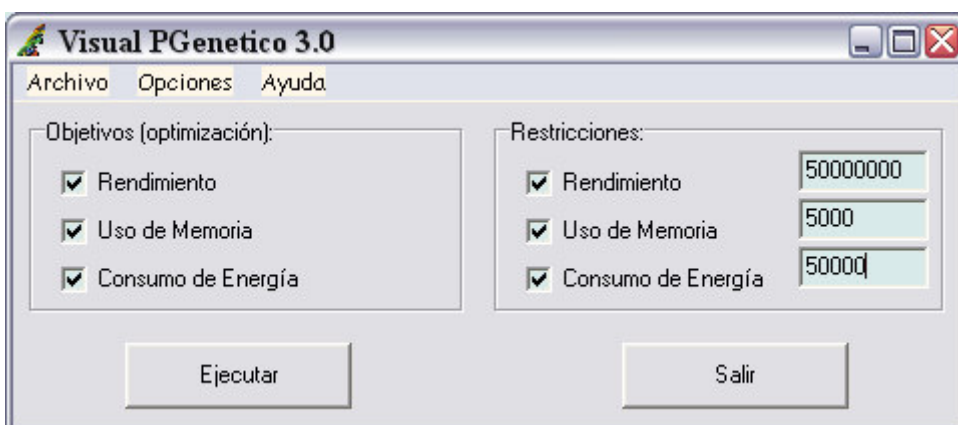 Visual PGenetico 3.0
Archivo Opciones Ayuda
Objetivos (optimización):
Rendimiento
Uso de Memoria
Consumo de Energía
Restricciones:
Rendimiento 50000000
Uso de Memoria 5000
Consumo de Energía 50000
Ejecutar
Salir